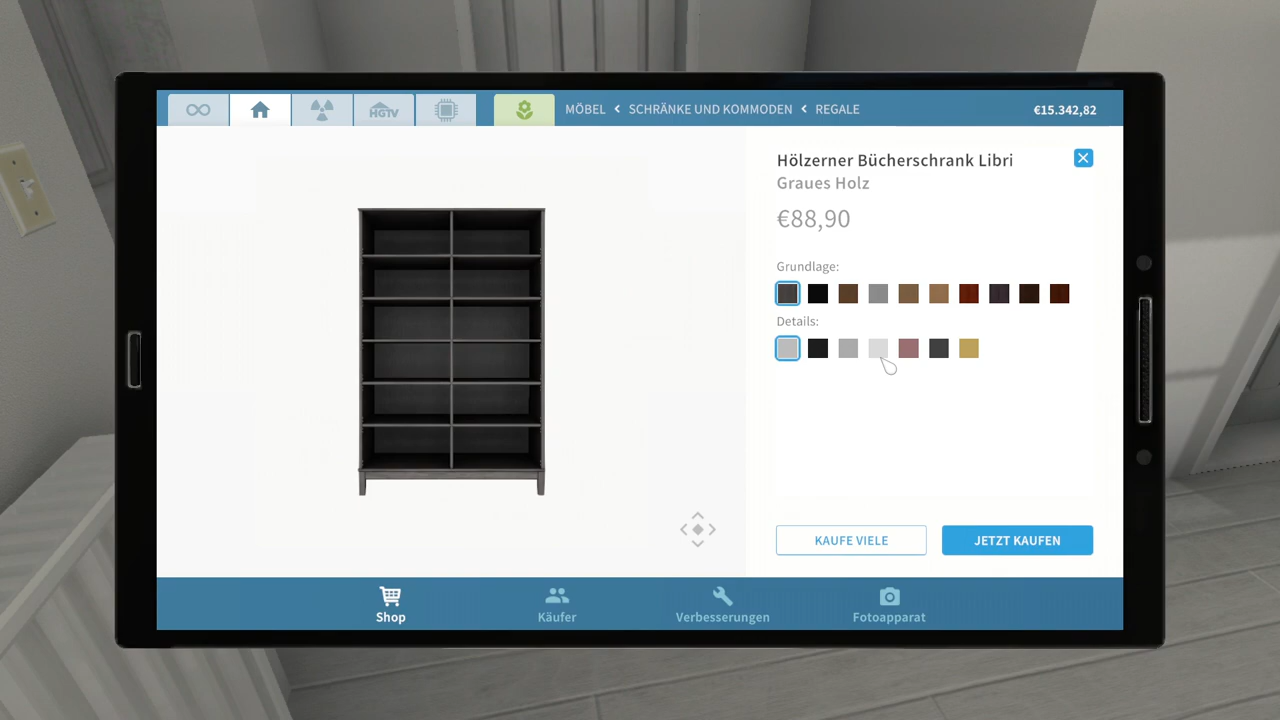 HGTV
MÖBEL < SCHRÄNKE UND KOMMODEN < REGALE
€15.342,82
Hölzerner Bücherschrank Libri
Graues Holz
€88,90
Grundlage:
Details:
KAUFE VIELE
JETZT KAUFEN
Shop
Käufer
Verbesserungen
Fotoapparat